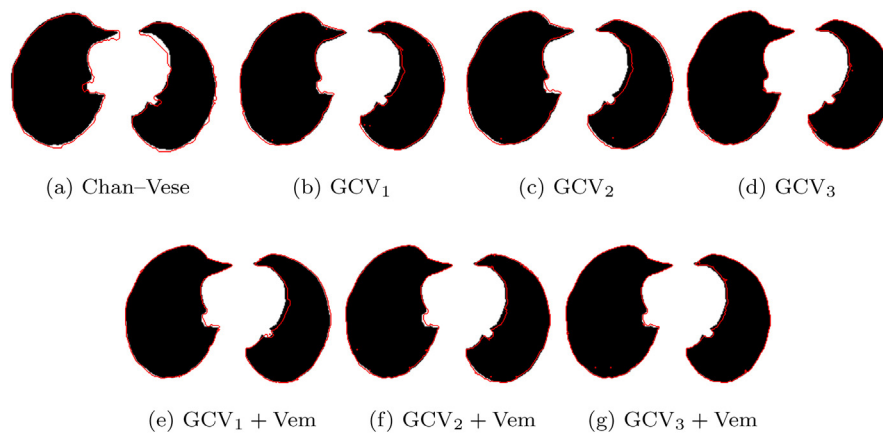 (a) Chan–Vese
(b) GCV₁
(c) GCV₂
(d) GCV₃
(e) GCV₁ + Vem
(f) GCV₂ + Vem
(g) GCV₃ + Vem